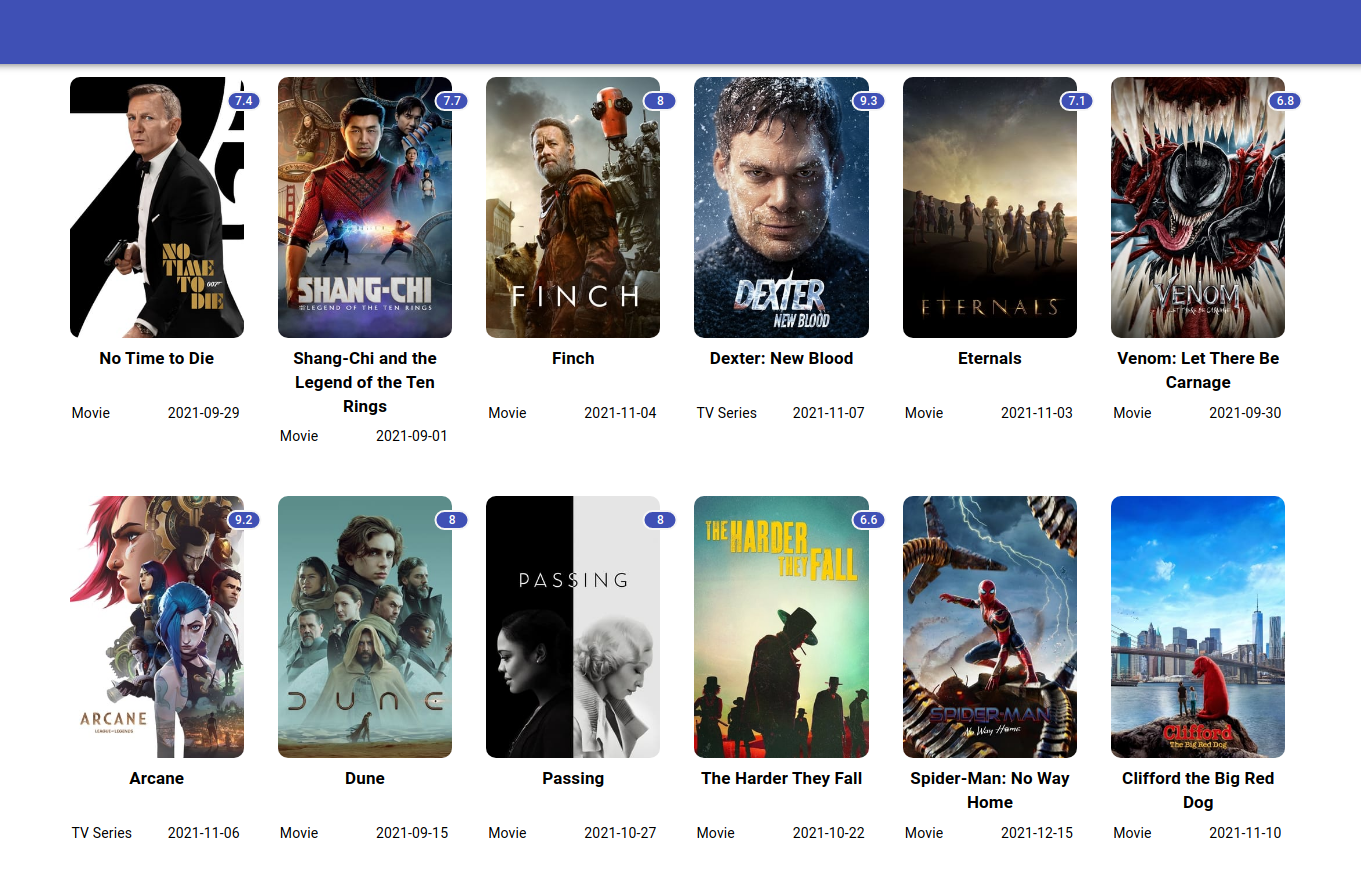 7.4
7.7
8
9.3
7.1
6.8
NO
TIME
TO
DIE
007
SHANG-CHI
AND THE LEGEND OF THE TEN RINGS
FINCH
DEXTER
NEW BLOOD
ETERNALS
VENOM
LET THERE BE CARNAGE
No Time to Die
Shang-Chi and the
Legend of the Ten
Rings
Finch
Dexter: New Blood
Eternals
Venom: Let There Be
Carnage
Movie 2021-09-29
Movie 2021-09-01
Movie 2021-11-04
TV Series 2021-11-07
Movie 2021-11-03
Movie 2021-09-30
9.2
8
8
6.6
ARCANE
LEAGUE OF LEGENDS
DUNE
PASSING
THE HARDER
THEY FALL
SPIDER-MAN
No Way Home
Clifford
The Big Red Dog
Arcane
Dune
Passing
The Harder They Fall
Spider-Man: No Way
Home
Clifford the Big Red
Dog
TV Series 2021-11-06
Movie 2021-09-15
Movie 2021-10-27
Movie 2021-10-22
Movie 2021-12-15
Movie 2021-11-10